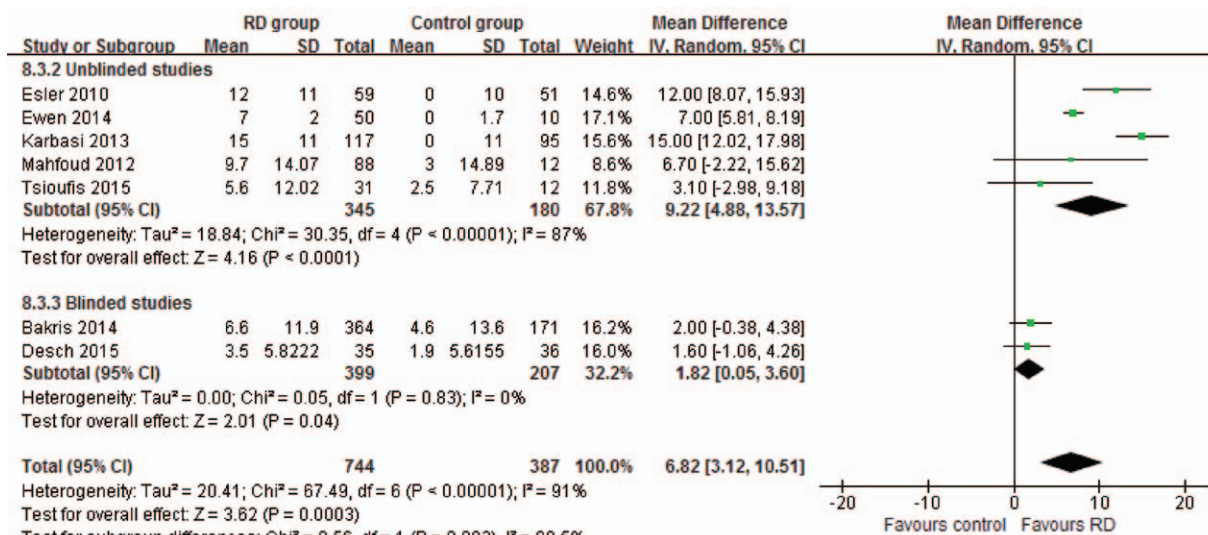 RD group Control group Mean Difference Mean Difference
Study or Subgroup Mean SD Total Mean SD Total Weight IV, Random, 95% CI IV, Random, 95% CI
8.3.2 Unblinded studies
Esler 2010 12 11 59 0 10 51 14.6% 12.00 [8.07, 15.93]
Ewen 2014 7 2 50 0 1.7 10 17.1% 7.00 [5.81, 8.19]
Karbasi 2013 15 11 117 0 11 95 15.6% 15.00 [12.02, 17.98]
Mahfoud 2012 9.7 14.07 88 3 14.89 12 8.6% 6.70 [-2.22, 15.62]
Tsioufis 2015 5.6 12.02 31 2.5 7.71 12 11.8% 3.10 [-2.98, 9.18]
Subtotal (95% CI) 345 180 67.8% 9.22 [4.88, 13.57]
Heterogeneity: Tau² = 18.84; Chi² = 30.35, df = 4 (P < 0.00001); I² = 87%
Test for overall effect: Z = 4.16 (P < 0.0001)
8.3.3 Blinded studies
Bakris 2014 6.6 11.9 364 4.6 13.6 171 16.2% 2.00 [-0.38, 4.38]
Desch 2015 3.5 5.8222 35 1.9 5.6155 36 16.0% 1.60 [-1.06, 4.26]
Subtotal (95% CI) 399 207 32.2% 1.82 [0.05, 3.60]
Heterogeneity: Tau² = 0.00; Chi² = 0.05, df = 1 (P = 0.83); I² = 0%
Test for overall effect: Z = 2.01 (P = 0.04)
Total (95% CI) 744 387 100.0% 6.82 [3.12, 10.51]
Heterogeneity: Tau² = 20.41; Chi² = 67.49, df = 6 (P < 0.00001); I² = 91%
Test for overall effect: Z = 3.62 (P = 0.0003)
-20 -10 0 10 20
Favours control Favours RD
Test for subgroup differences: Chi²